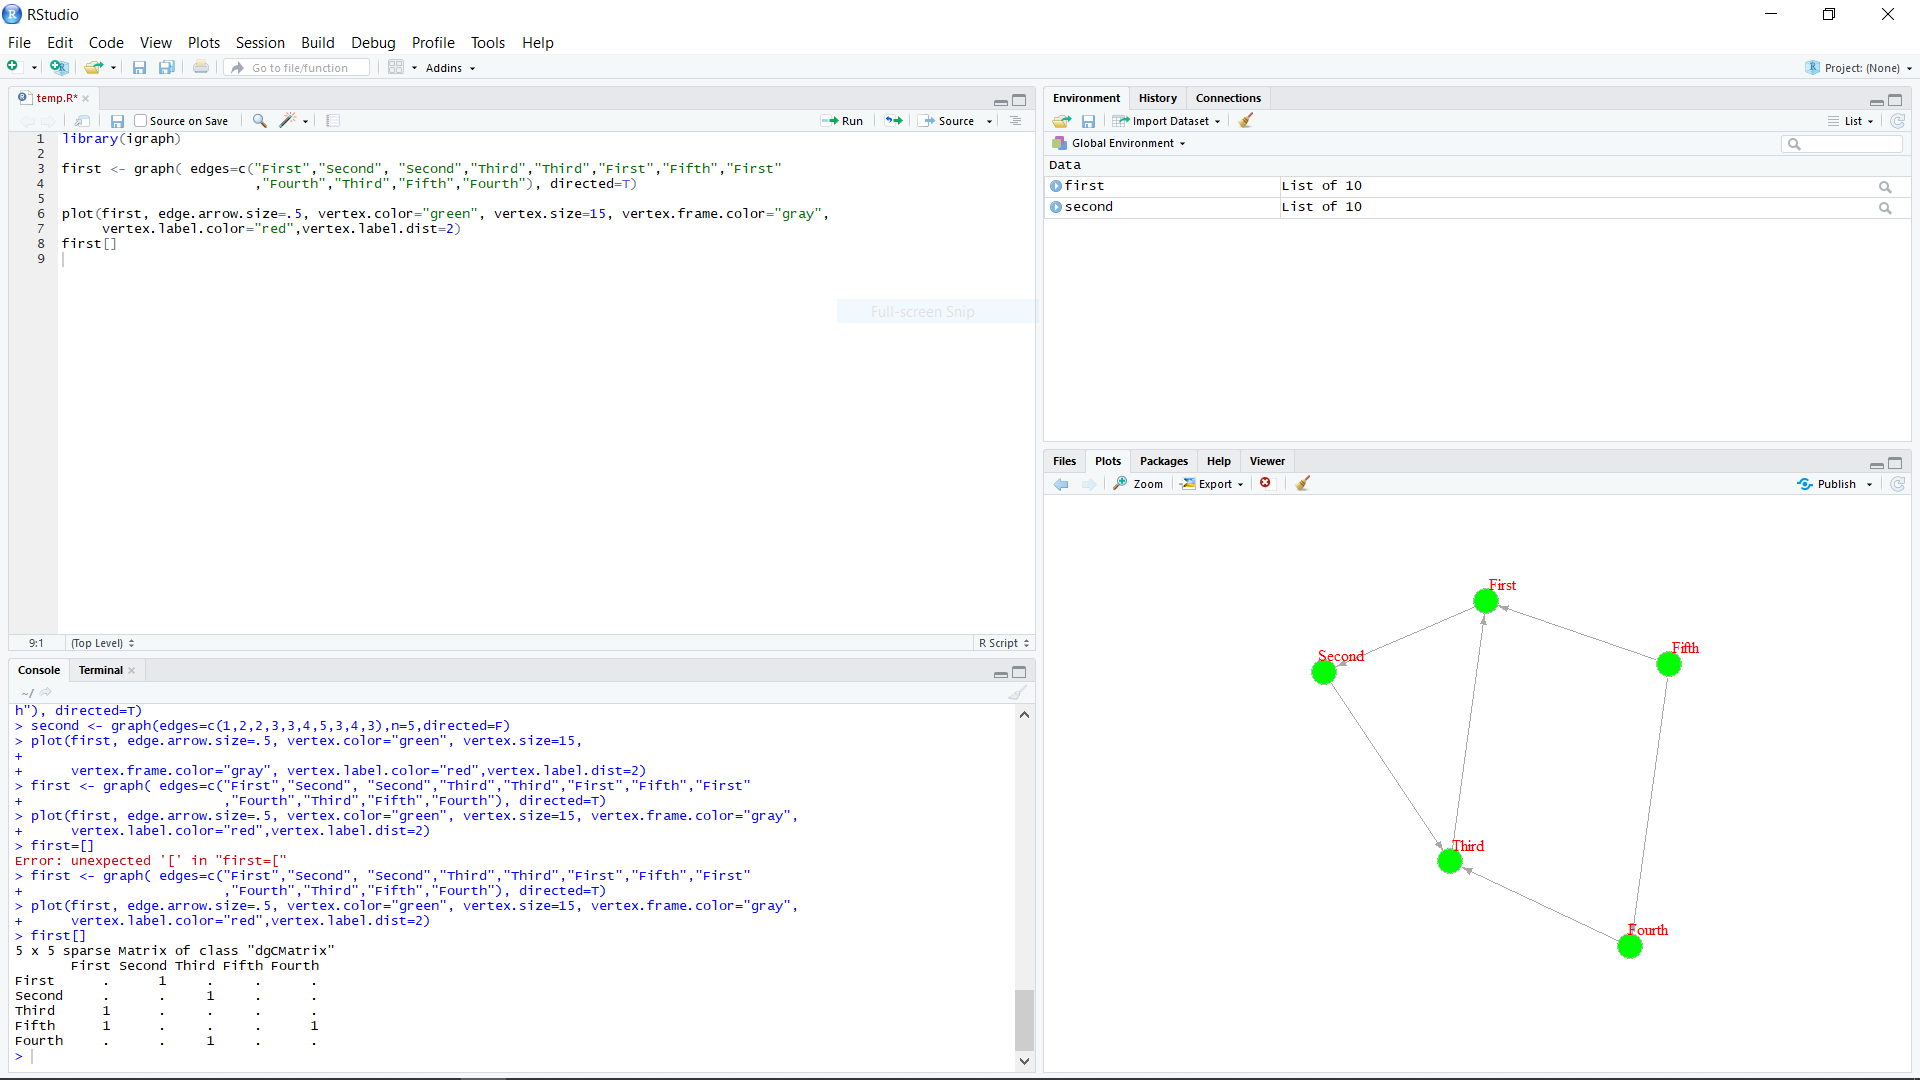 RStudio
File Edit Code View Plots Session Build Debug Profile Tools Help
Go to file/function Addins Project: (None)
temp.R*
Source on Save Run Source
1 library(igraph)
2
3 first <- graph( edges=c("First","Second", "Second","Third","Third","First","Fifth","First"
4 ,"Fourth","Third","Fifth","Fourth"), directed=T)
5
6 plot(first, edge.arrow.size=.5, vertex.color="green", vertex.size=15, vertex.frame.color="gray",
7 vertex.label.color="red",vertex.label.dist=2)
8 first[]
9
Full-screen Snip
9:1 (Top Level) R Script
Console Terminal
~/
h"), directed=T)
> second <- graph(edges=c(1,2,2,3,3,4,5,3,4,3),n=5,directed=F)
> plot(first, edge.arrow.size=.5, vertex.color="green", vertex.size=15,
+
+ vertex.frame.color="gray", vertex.label.color="red",vertex.label.dist=2)
> first <- graph( edges=c("First","Second", "Second","Third","Third","First","Fifth","First"
+ ,"Fourth","Third","Fifth","Fourth"), directed=T)
> plot(first, edge.arrow.size=.5, vertex.color="green", vertex.size=15, vertex.frame.color="gray",
+ vertex.label.color="red",vertex.label.dist=2)
> first=[]
Error: unexpected '[' in "first=["
> first <- graph( edges=c("First","Second", "Second","Third","Third","First","Fifth","First"
+ ,"Fourth","Third","Fifth","Fourth"), directed=T)
> plot(first, edge.arrow.size=.5, vertex.color="green", vertex.size=15, vertex.frame.color="gray",
+ vertex.label.color="red",vertex.label.dist=2)
> first[]
5 x 5 sparse Matrix of class "dgCMatrix"
First Second Third Fifth Fourth
First . 1 . . .
Second . . 1 . .
Third 1 . . . .
Fifth 1 . . . 1
Fourth . . 1 . .
>
Environment History Connections
Import Dataset List
Global Environment
Data
first List of 10
second List of 10
Files Plots Packages Help Viewer
Zoom Export Publish
First
Second
Fifth
Third
Fourth